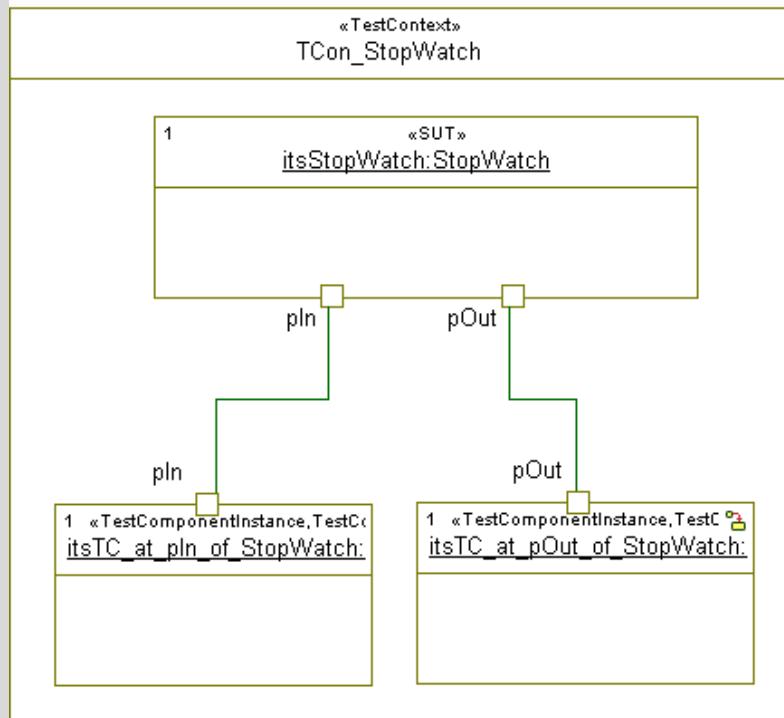 «TestContext»
TCon_StopWatch
1 «SUT»
itsStopWatch:StopWatch
pIn pOut
pIn pOut
1 «TestComponentInstance,TestCo
itsTC_at_pIn_of_StopWatch:
1 «TestComponentInstance,TestC
itsTC_at_pOut_of_StopWatch: